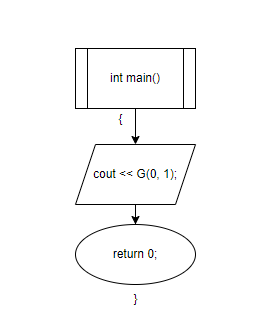 int main()
{
cout << G(0, 1);
return 0;
}